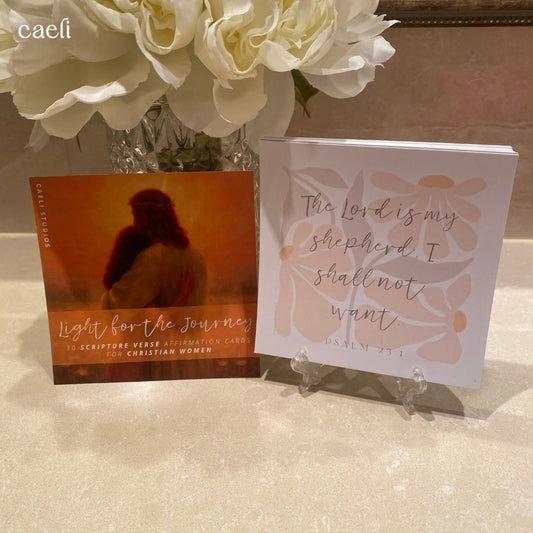 caeli
CAELI STUDIOS
Light for the Journey
30 SCRIPTURE VERSE AFFIRMATION CARDS
FOR CHRISTIAN WOMEN
The Lord is my
shepherd, I
shall not
want.
PSALM 23:1